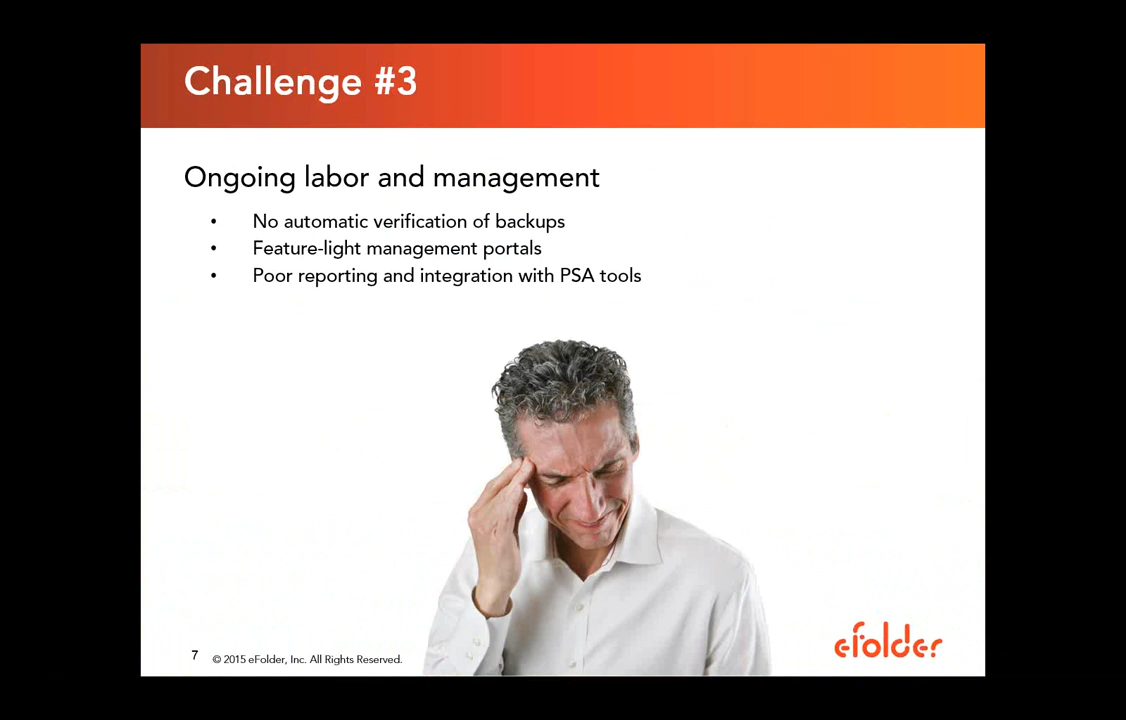 Challenge #3
Ongoing labor and management
• No automatic verification of backups
• Feature-light management portals
• Poor reporting and integration with PSA tools
7 © 2015 eFolder, Inc. All Rights Reserved.
eFolder